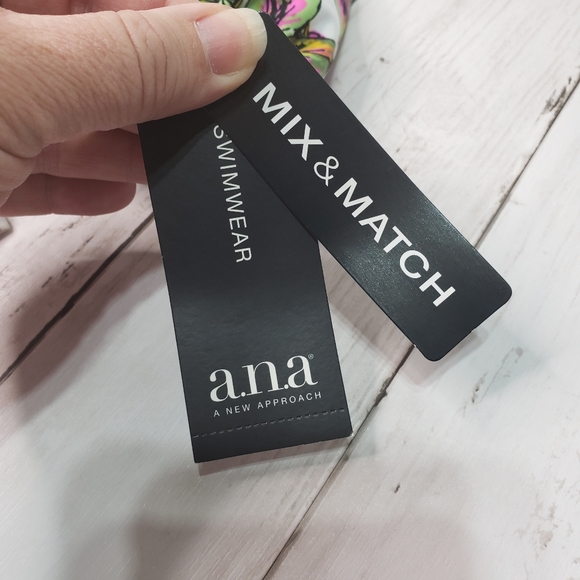 MIX & MATCH
SWIMWEAR
a.n.a®
A NEW APPROACH